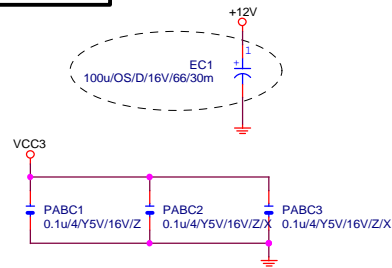 +12V
1
+
EC1
100u/OS/D/16V/66/30m
VCC3
PABC1
0.1u/4/Y5V/16V/Z
PABC2
0.1u/4/Y5V/16V/Z/X
PABC3
0.1u/4/Y5V/16V/Z/X